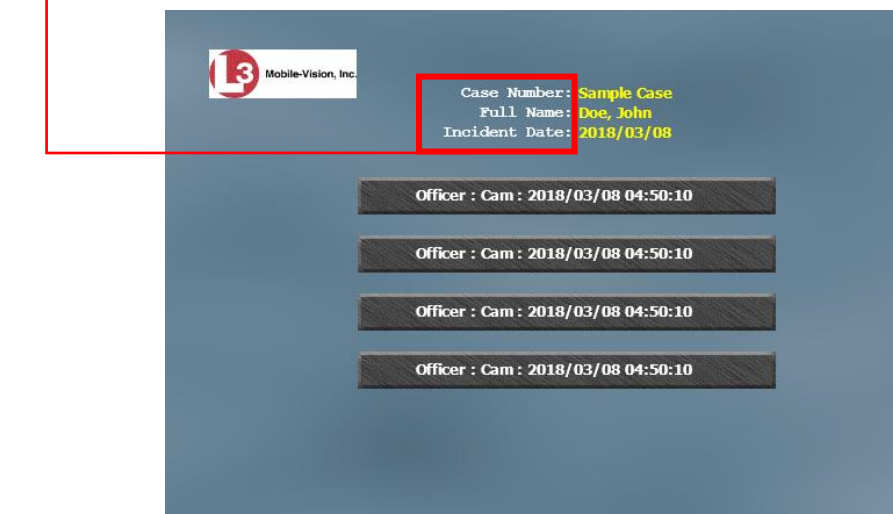 L3 Mobile-Vision, Inc.
Case Number: Sample Case
Full Name: Doe, John
Incident Date: 2018/03/08
Officer : Cam : 2018/03/08 04:50:10
Officer : Cam : 2018/03/08 04:50:10
Officer : Cam : 2018/03/08 04:50:10
Officer : Cam : 2018/03/08 04:50:10